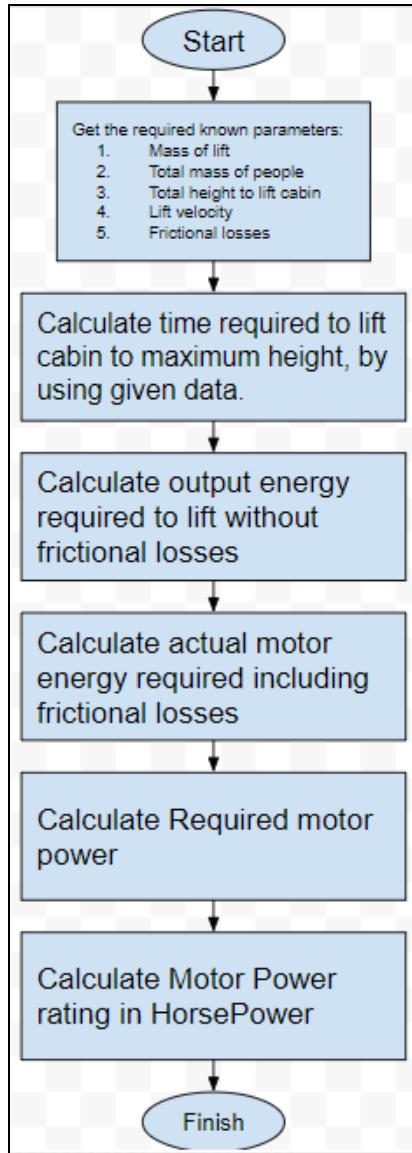 Start
Get the required known parameters:
1. Mass of lift
2. Total mass of people
3. Total height to lift cabin
4. Lift velocity
5. Frictional losses
Calculate time required to lift
cabin to maximum height, by
using given data.
Calculate output energy
required to lift without
frictional losses
Calculate actual motor
energy required including
frictional losses
Calculate Required motor
power
Calculate Motor Power
rating in HorsePower
Finish